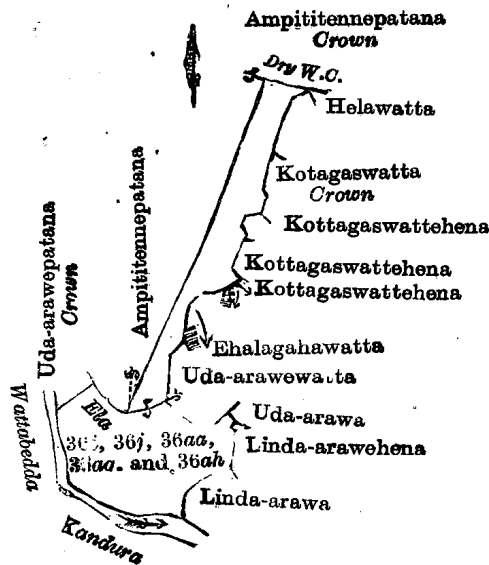 Ampititennepatana
Crown
Dry W.C.
Helawatta
Kotagaswatta
Crown
Kottagaswattehena
Kottagaswattehena
Kottagaswattehena
Ampititennepatana
Uda-arawepatana
Crown
Ehalagahawatta
Uda-arawewatta
Ela
Uda-arawa
36j, 36aa,
and 36ah
Linda-arawehena
Wattabedda
Linda-arawa
Kandura